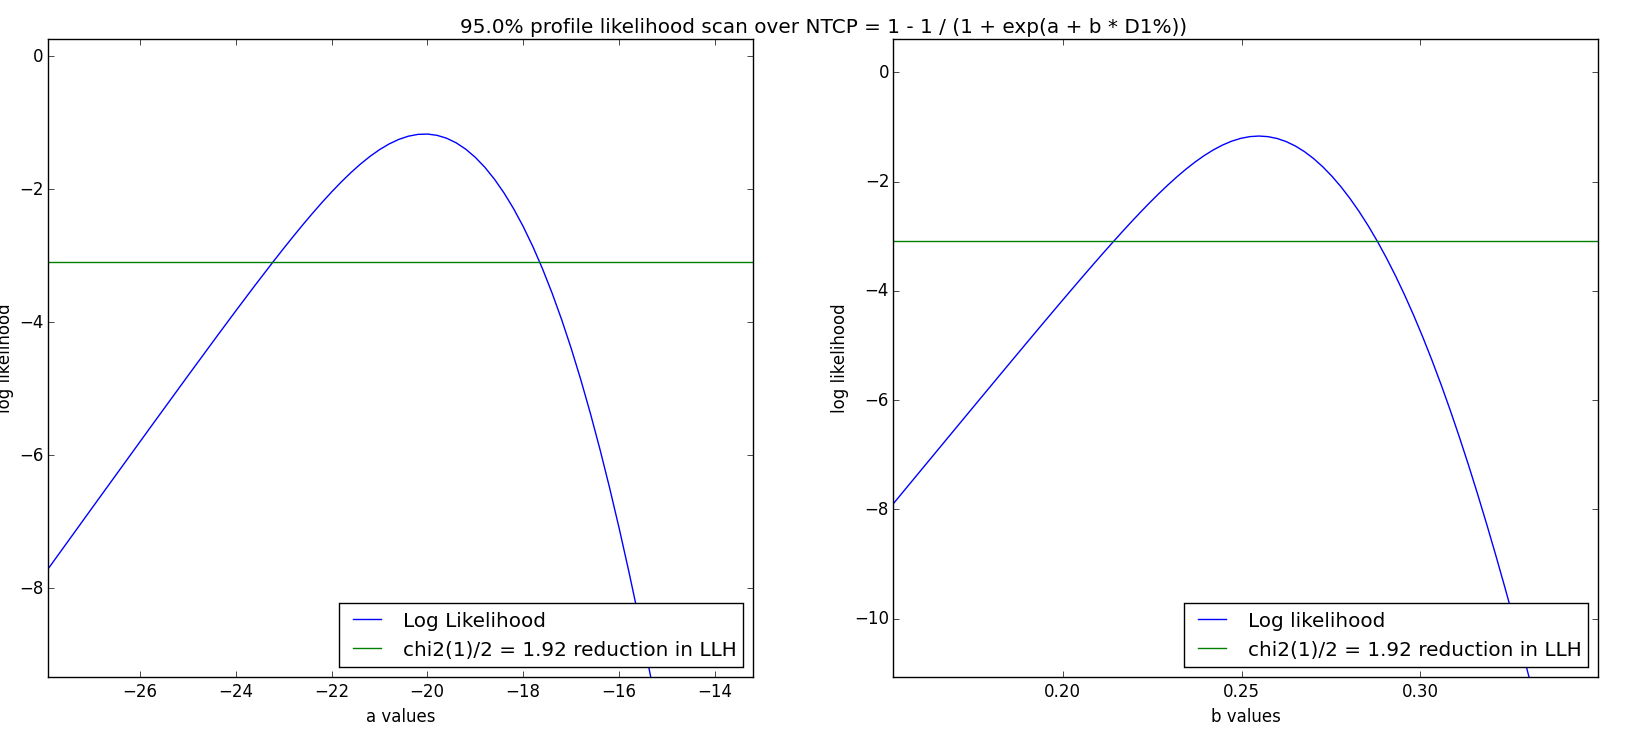 95.0% profile likelihood scan over NTCP = 1 - 1 / (1 + exp(a + b * D1%))
0
−2
−4
−6
−8
log likelihood
−26 −24 −22 −20 −18 −16 −14
a values
Log Likelihood
chi2(1)/2 = 1.92 reduction in LLH
0
−2
−4
−6
−8
−10
log likelihood
0.20 0.25 0.30
b values
Log likelihood
chi2(1)/2 = 1.92 reduction in LLH